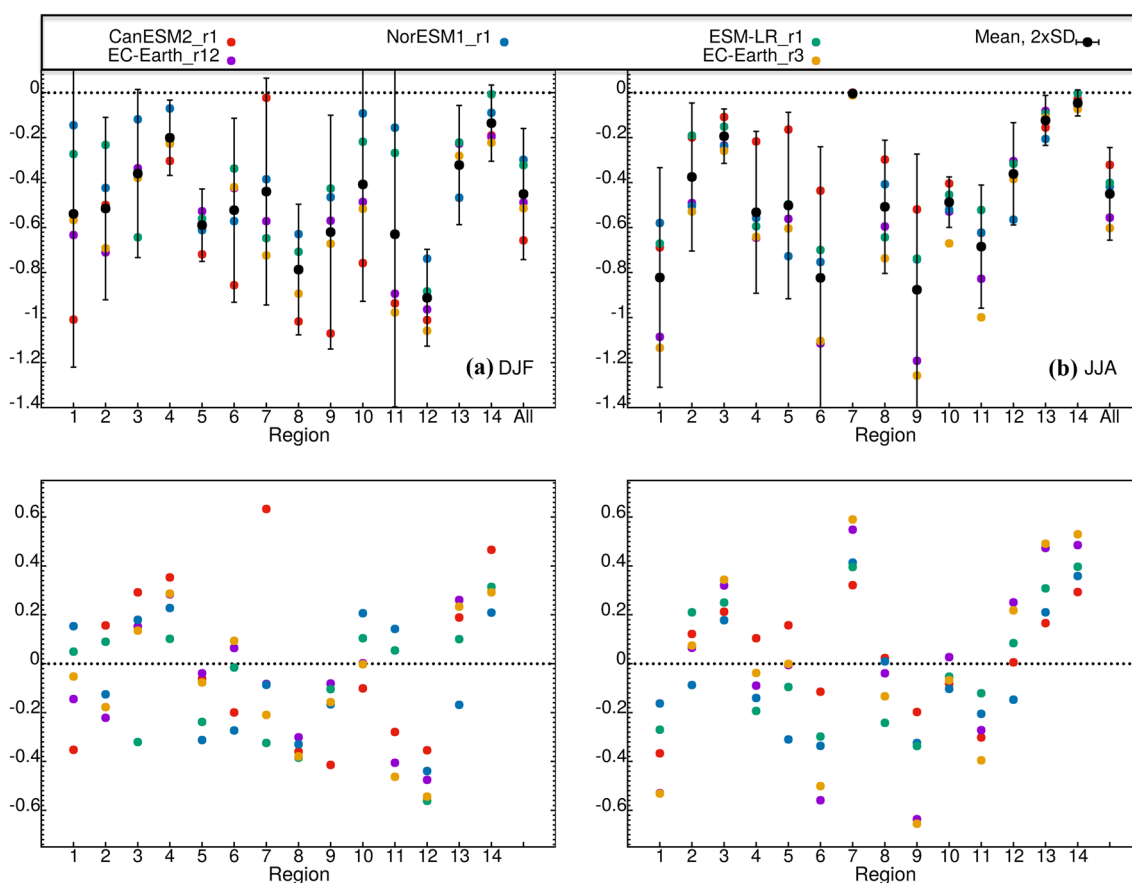 CanESM2_r1 NorESM1_r1 ESM-LR_r1 Mean, 2xSD
EC-Earth_r12 EC-Earth_r3
0 0
-0.2 -0.2
-0.4 -0.4
-0.6 -0.6
-0.8 -0.8
-1 -1
-1.2 -1.2
(a) DJF (b) JJA
-1.4 -1.4
1 2 3 4 5 6 7 8 9 10 11 12 13 14 All 1 2 3 4 5 6 7 8 9 10 11 12 13 14 All
Region Region
0.6 0.6
0.4 0.4
0.2 0.2
0 0
-0.2 -0.2
-0.4 -0.4
-0.6 -0.6
1 2 3 4 5 6 7 8 9 10 11 12 13 14 1 2 3 4 5 6 7 8 9 10 11 12 13 14
Region Region